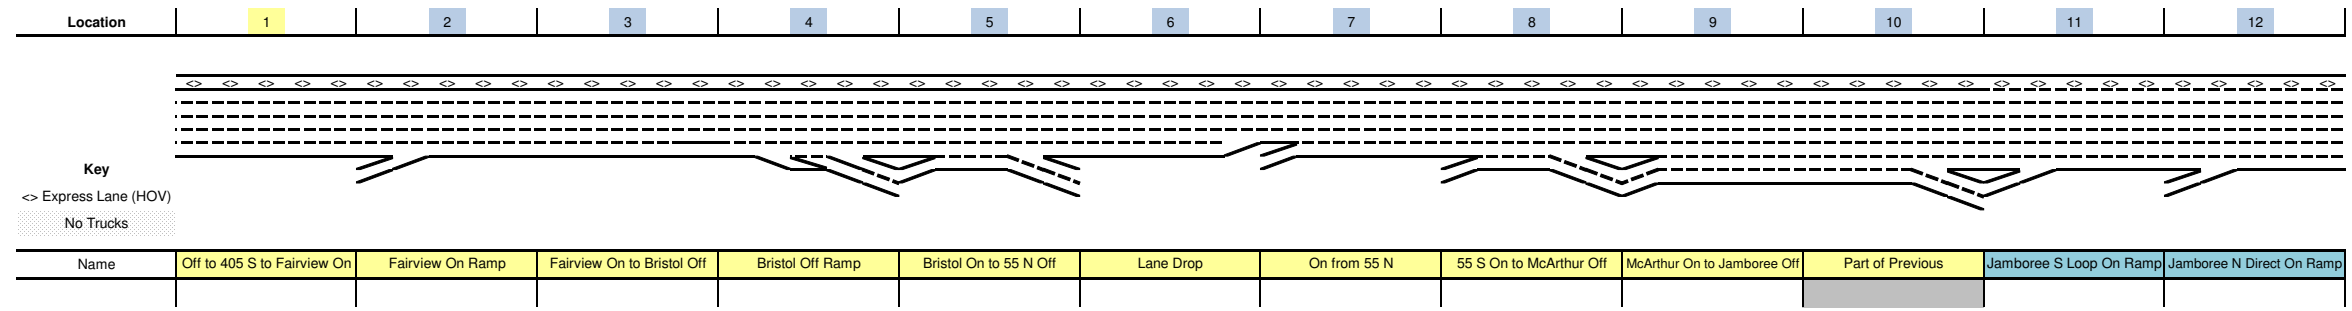 Location 1 2 3 4 5 6 7 8 9 10 11 12
<> <> <> <> <> <> <> <> <> <> <> <> <> <> <> <> <> <> <> <> <> <> <> <> <> <> <> <> <> <> <> <> <> <> <> <> <> <> <> <> <> <> <> <> <> <> <> <> <> <> <> <> <> <> <> <> <> <> <> <>
Key
<> Express Lane (HOV)
No Trucks
Name Off to 405 S to Fairview On Fairview On Ramp Fairview On to Bristol Off Bristol Off Ramp Bristol On to 55 N Off Lane Drop On from 55 N 55 S On to McArthur Off McArthur On to Jamboree Off Part of Previous Jamboree S Loop On Ramp Jamboree N Direct On Ramp